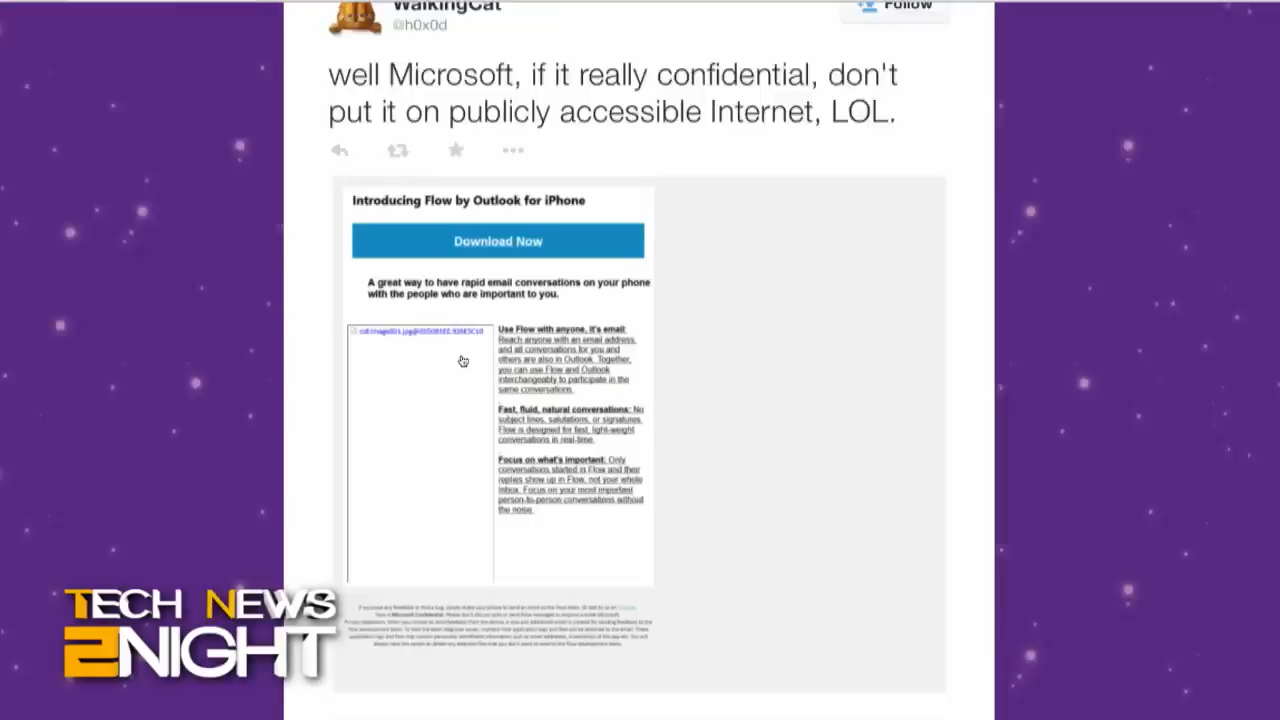 WalkingCat
@h0x0d
Follow
well Microsoft, if it really confidential, don't
put it on publicly accessible Internet, LOL.
Introducing Flow by Outlook for iPhone
Download Now
A great way to have rapid email conversations on your phone
with the people who are important to you.
Use Flow with anyone, it's email:
Reach anyone with an email address,
and all conversations for you and
others are also in Outlook. Together,
you can use Flow and Outlook
interchangeably to participate in the
same conversations.
Fast, fluid, natural conversations: No
subject lines, salutations, or signatures.
Flow is designed for fast, light-weight
conversations in real-time.
Focus on what's important: Only
conversations started in Flow and their
replies show up in Flow, not your whole
Inbox. Focus on your most important
person-to-person conversations without
the noise.
TECH NEWS
2NIGHT